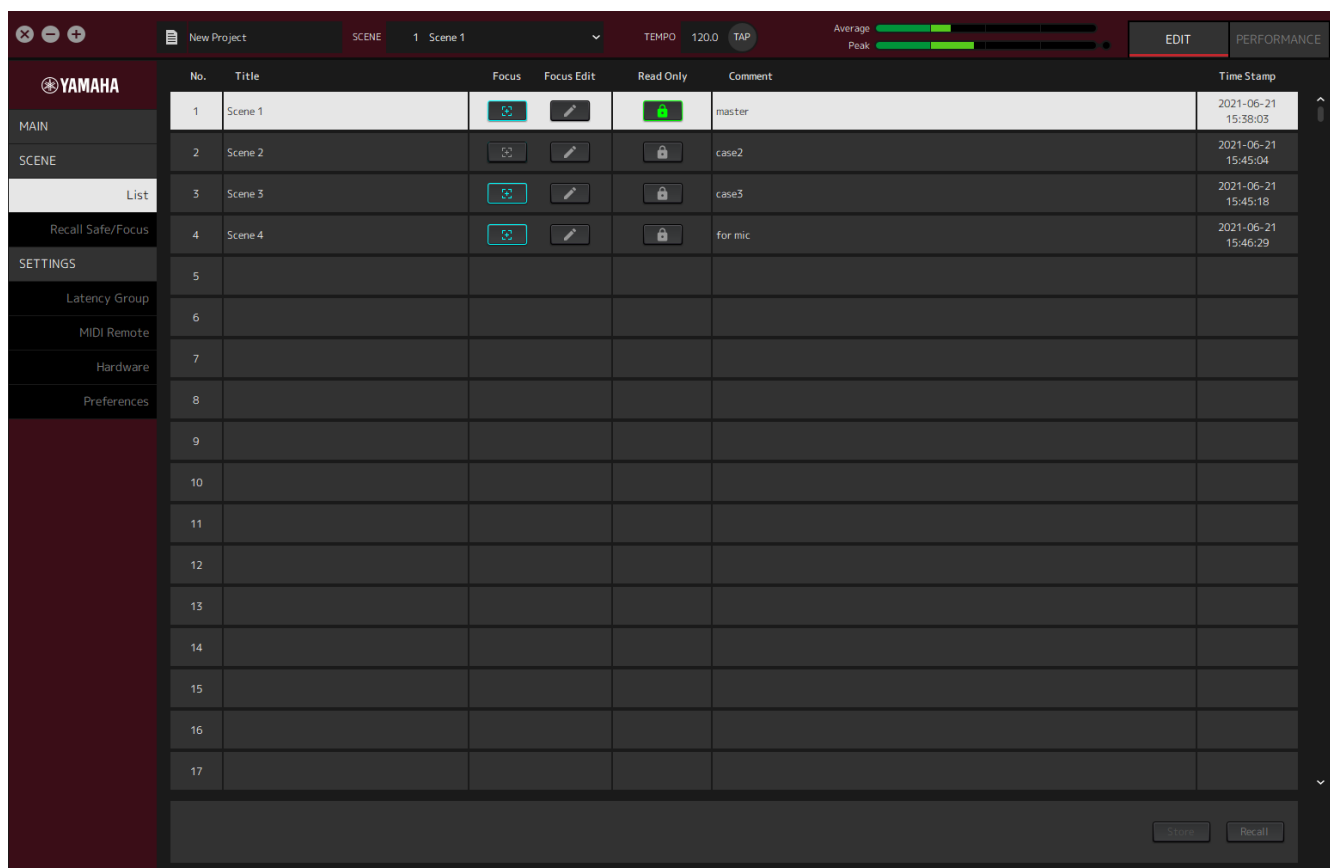 New Project SCENE 1 Scene 1 TEMPO 120.0 TAP Average EDIT PERFORMANCE
Peak
YAMAHA
MAIN
SCENE
List
Recall Safe/Focus
SETTINGS
Latency Group
MIDI Remote
Hardware
Preferences
No. Title Focus Focus Edit Read Only Comment Time Stamp
1 Scene 1 master 2021-06-21
15:38:03
2 Scene 2 case2 2021-06-21
15:45:04
3 Scene 3 case3 2021-06-21
15:45:18
4 Scene 4 for mic 2021-06-21
15:46:29
5
6
7
8
9
10
11
12
13
14
15
16
17
Store Recall